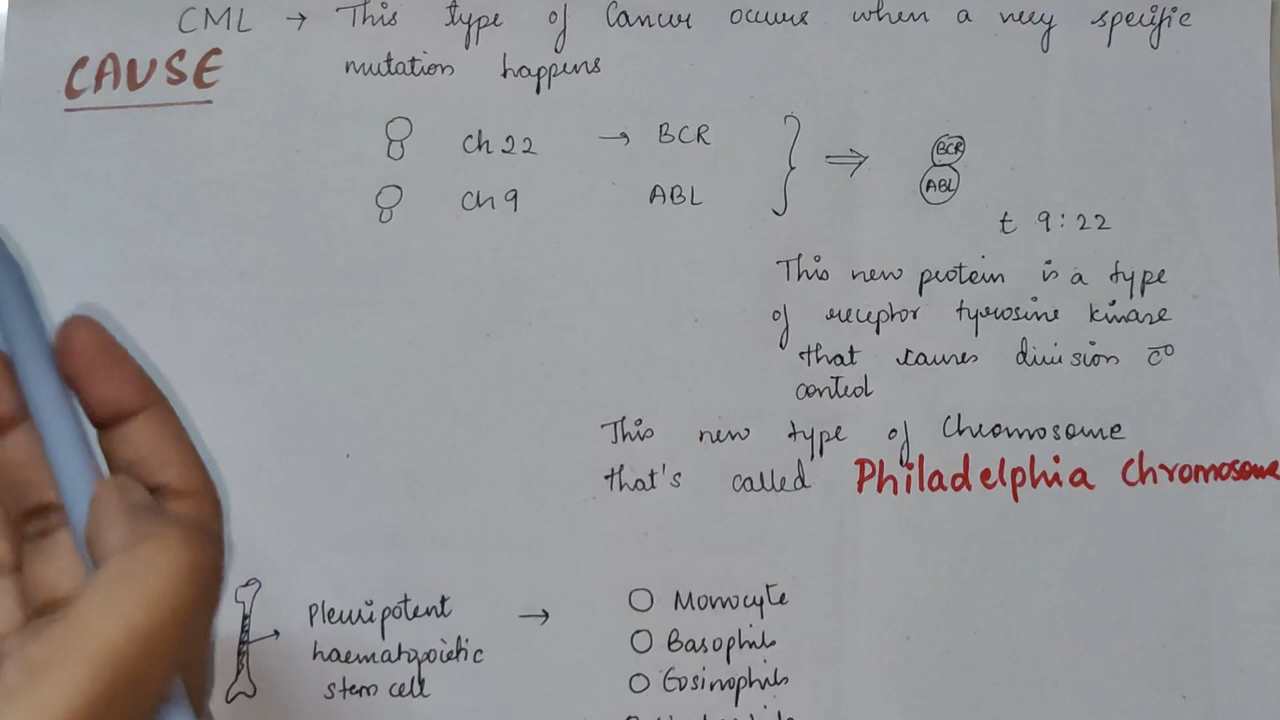 CML → This type of Cancer occurs when a very specific
CAUSE
mutation happens
Ch 22 → BCR
Ch 9 ABL
} ⇒
BCR
ABL
t 9:22
This new protein is a type
of receptor tyrosine kinase
that causes division c̄o
control
This new type of Chromosome
that's called Philadelphia Chromosome
Pleuripotent →
haematopoietic
stem cell
Monocyte
Basophils
Eosinophils